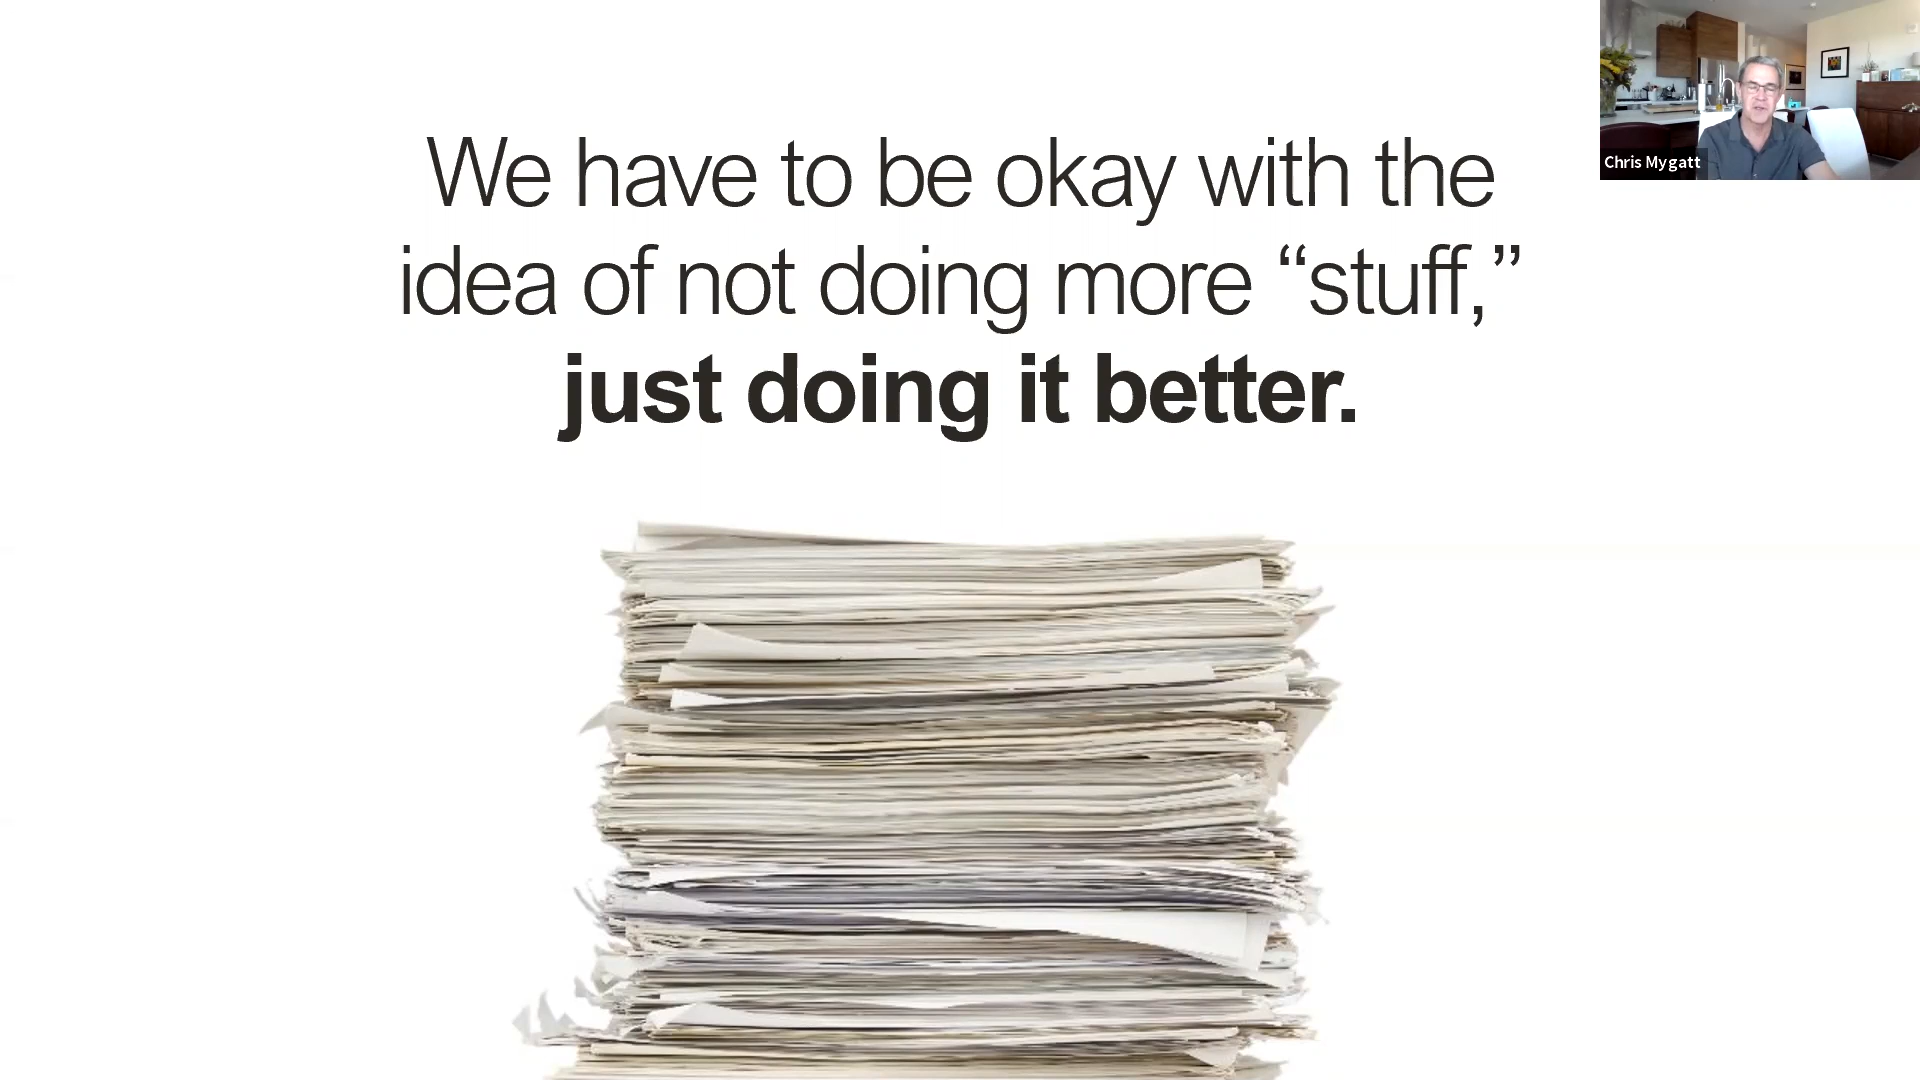 We have to be okay with the
idea of not doing more “stuff,”
just doing it better.
Chris Mygatt